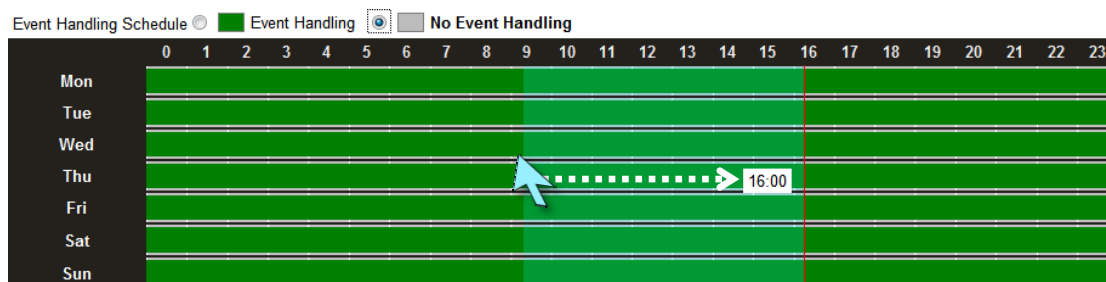 Event Handling Schedule Event Handling No Event Handling
0 1 2 3 4 5 6 7 8 9 10 11 12 13 14 15 16 17 18 19 20 21 22 23
Mon
Tue
Wed
Thu 16:00
Fri
Sat
Sun